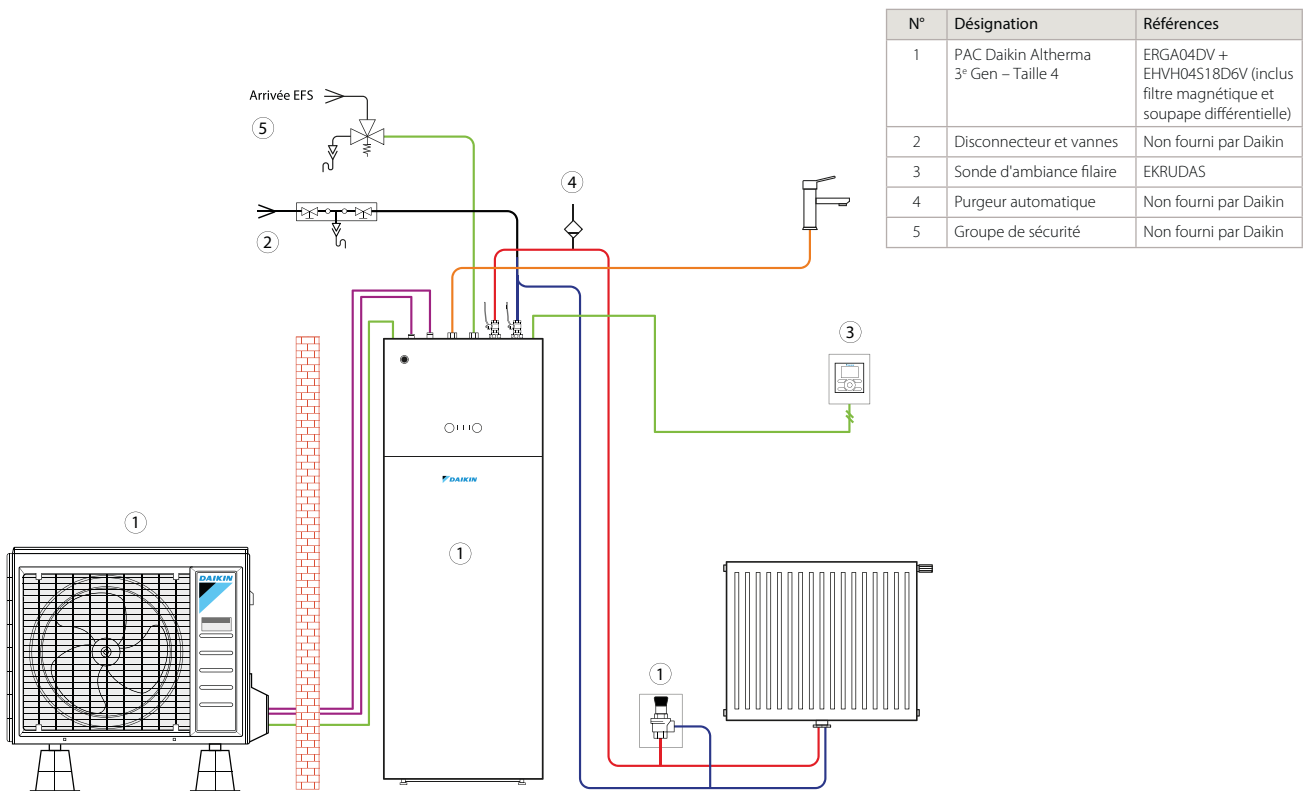 N° Désignation Références
1 PAC Daikin Altherma ERGA04DV +
3e Gen – Taille 4 EHVH04S18D6V (inclus
filtre magnétique et
soupape différentielle)
2 Disconnecteur et vannes Non fourni par Daikin
3 Sonde d'ambiance filaire EKRUDAS
4 Purgeur automatique Non fourni par Daikin
5 Groupe de sécurité Non fourni par Daikin
Arrivée EFS
5
4
2
3
DAIKIN
1
1
DAIKIN
1